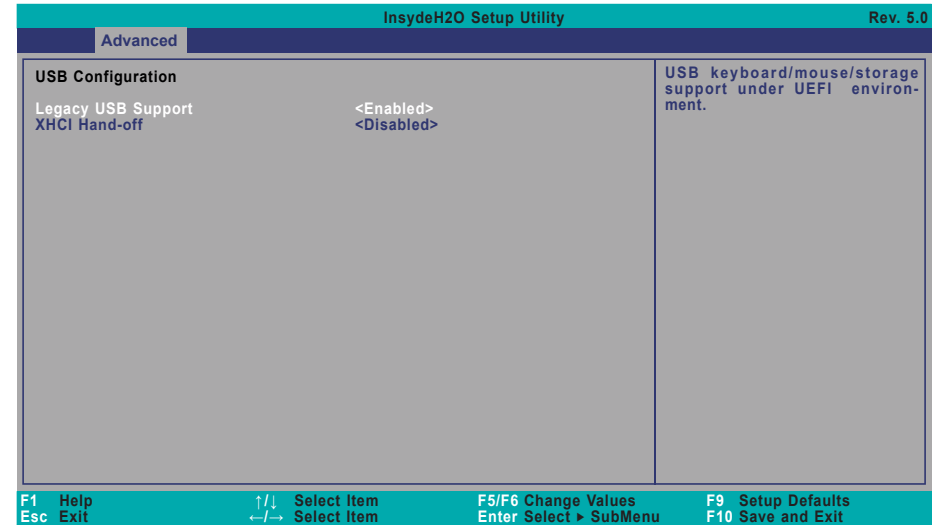 InsydeH2O Setup Utility Rev. 5.0
Advanced
USB Configuration
Legacy USB Support <Enabled>
XHCI Hand-off <Disabled>
USB keyboard/mouse/storage
support under UEFI environ-
ment.
F1 Help ↑/↓ Select Item F5/F6 Change Values F9 Setup Defaults
Esc Exit ←/→ Select Item Enter Select ▶ SubMenu F10 Save and Exit